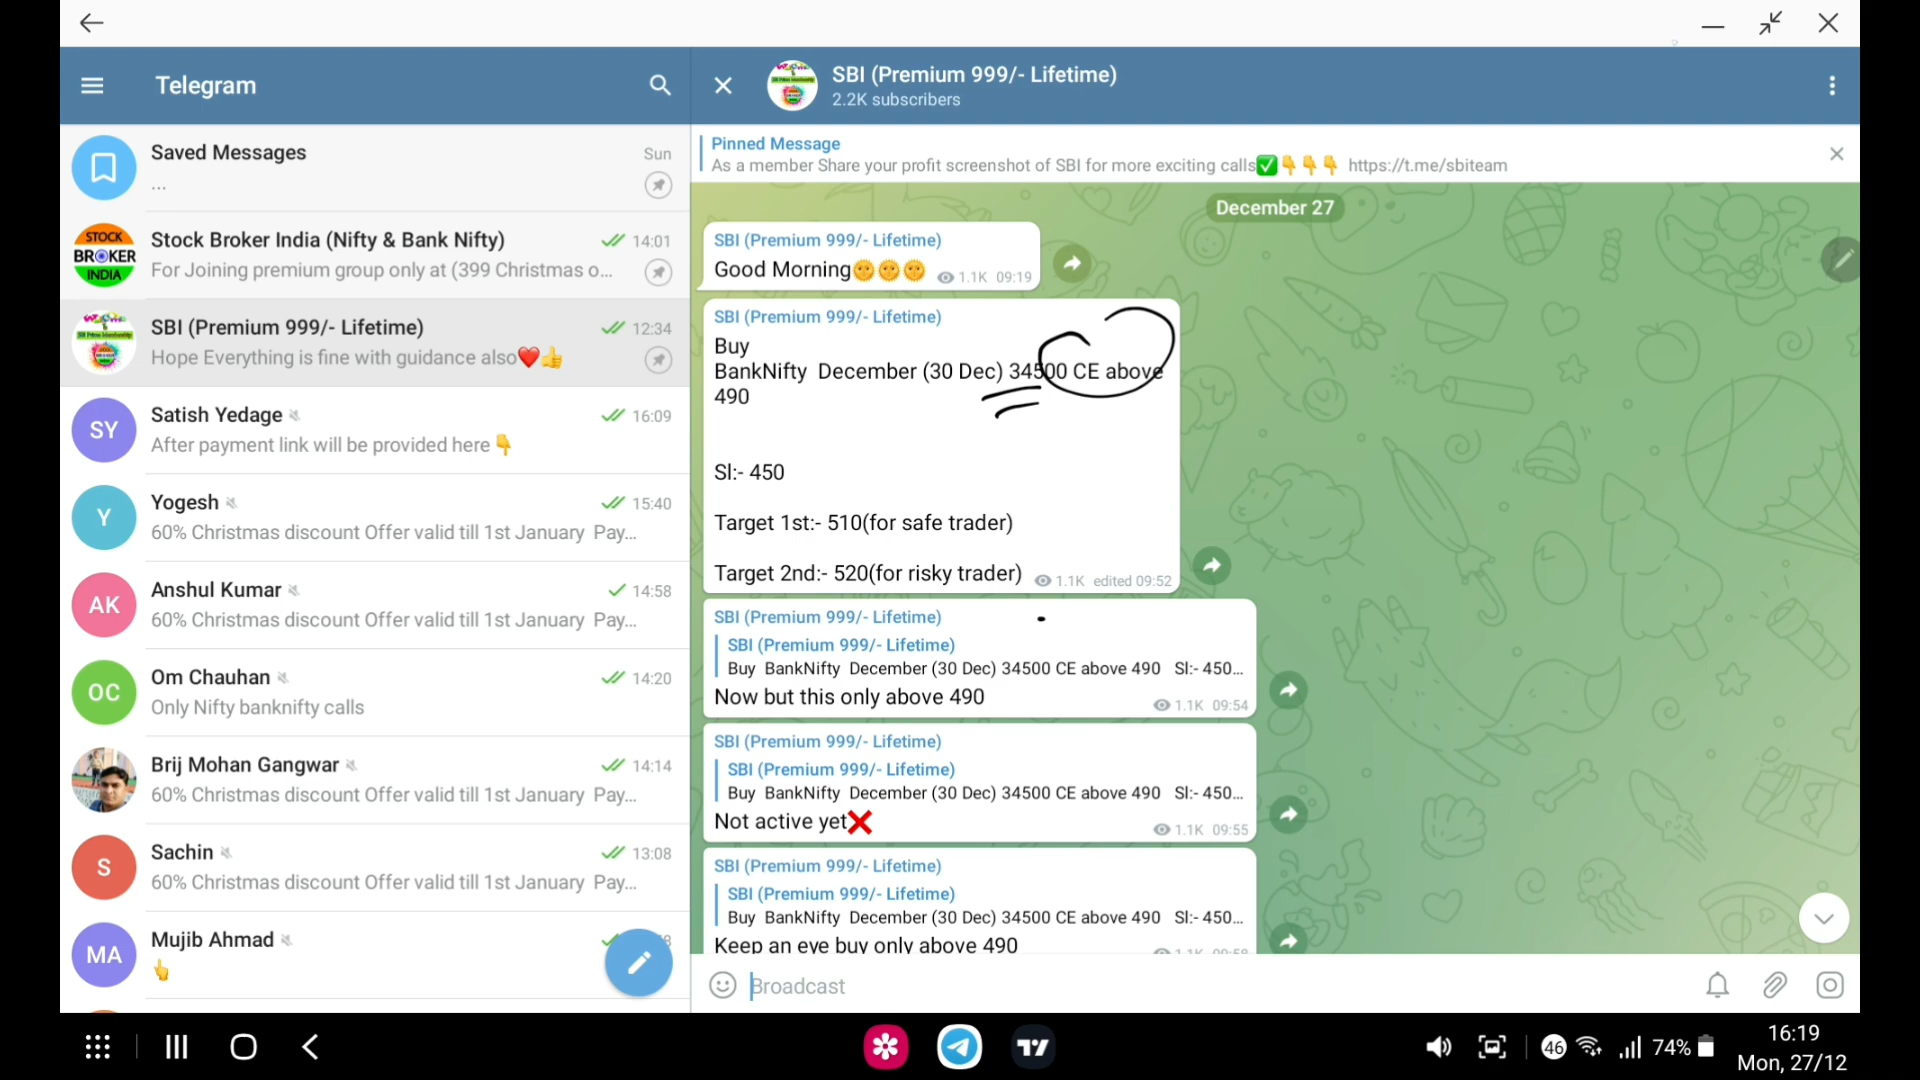 Telegram
Saved Messages
Sun
...
STOCK
BROKER
INDIA
Stock Broker India (Nifty & Bank Nifty)
14:01
For Joining premium group only at (399 Christmas o...
SBI (Premium 999/- Lifetime)
12:34
Hope Everything is fine with guidance also❤️👍
SY
Satish Yedage
16:09
After payment link will be provided here👇
Y
Yogesh
15:40
60% Christmas discount Offer valid till 1st January Pay...
AK
Anshul Kumar
14:58
60% Christmas discount Offer valid till 1st January Pay...
OC
Om Chauhan
14:20
Only Nifty banknifty calls
Brij Mohan Gangwar
14:14
60% Christmas discount Offer valid till 1st January Pay...
S
Sachin
13:08
60% Christmas discount Offer valid till 1st January Pay...
MA
Mujib Ahmad
👆
SBI (Premium 999/- Lifetime)
2.2K subscribers
Pinned Message
As a member Share your profit screenshot of SBI for more exciting calls✅👇👇👇 https://t.me/sbiteam
December 27
SBI (Premium 999/- Lifetime)
Good Morning🌞🌞🌞 1.1K 09:19
SBI (Premium 999/- Lifetime)
Buy
BankNifty December (30 Dec) 34500 CE above
490
Sl:- 450
Target 1st:- 510(for safe trader)
Target 2nd:- 520(for risky trader) 1.1K edited 09:52
SBI (Premium 999/- Lifetime)
SBI (Premium 999/- Lifetime)
Buy BankNifty December (30 Dec) 34500 CE above 490 Sl:- 450...
Now but this only above 490 1.1K 09:54
SBI (Premium 999/- Lifetime)
SBI (Premium 999/- Lifetime)
Buy BankNifty December (30 Dec) 34500 CE above 490 Sl:- 450...
Not active yet❌ 1.1K 09:55
SBI (Premium 999/- Lifetime)
SBI (Premium 999/- Lifetime)
Buy BankNifty December (30 Dec) 34500 CE above 490 Sl:- 450...
Keep an eye buy only above 490
Broadcast
46
74%
16:19
Mon, 27/12